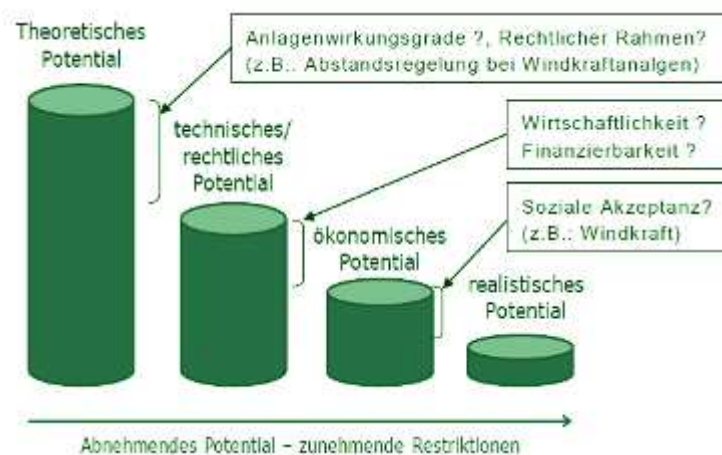 Theoretisches
Potential
Anlagenwirkungsgrade ?, Rechtlicher Rahmen?
(z.B.: Abstandsregelung bei Windkraftanalgen)
technisches/
rechtliches
Potential
Wirtschaftlichkeit ?
Finanzierbarkeit ?
ökonomisches
Potential
Soziale Akzeptanz?
(z.B.: Windkraft)
realistisches
Potential
Abnehmendes Potential – zunehmende Restriktionen